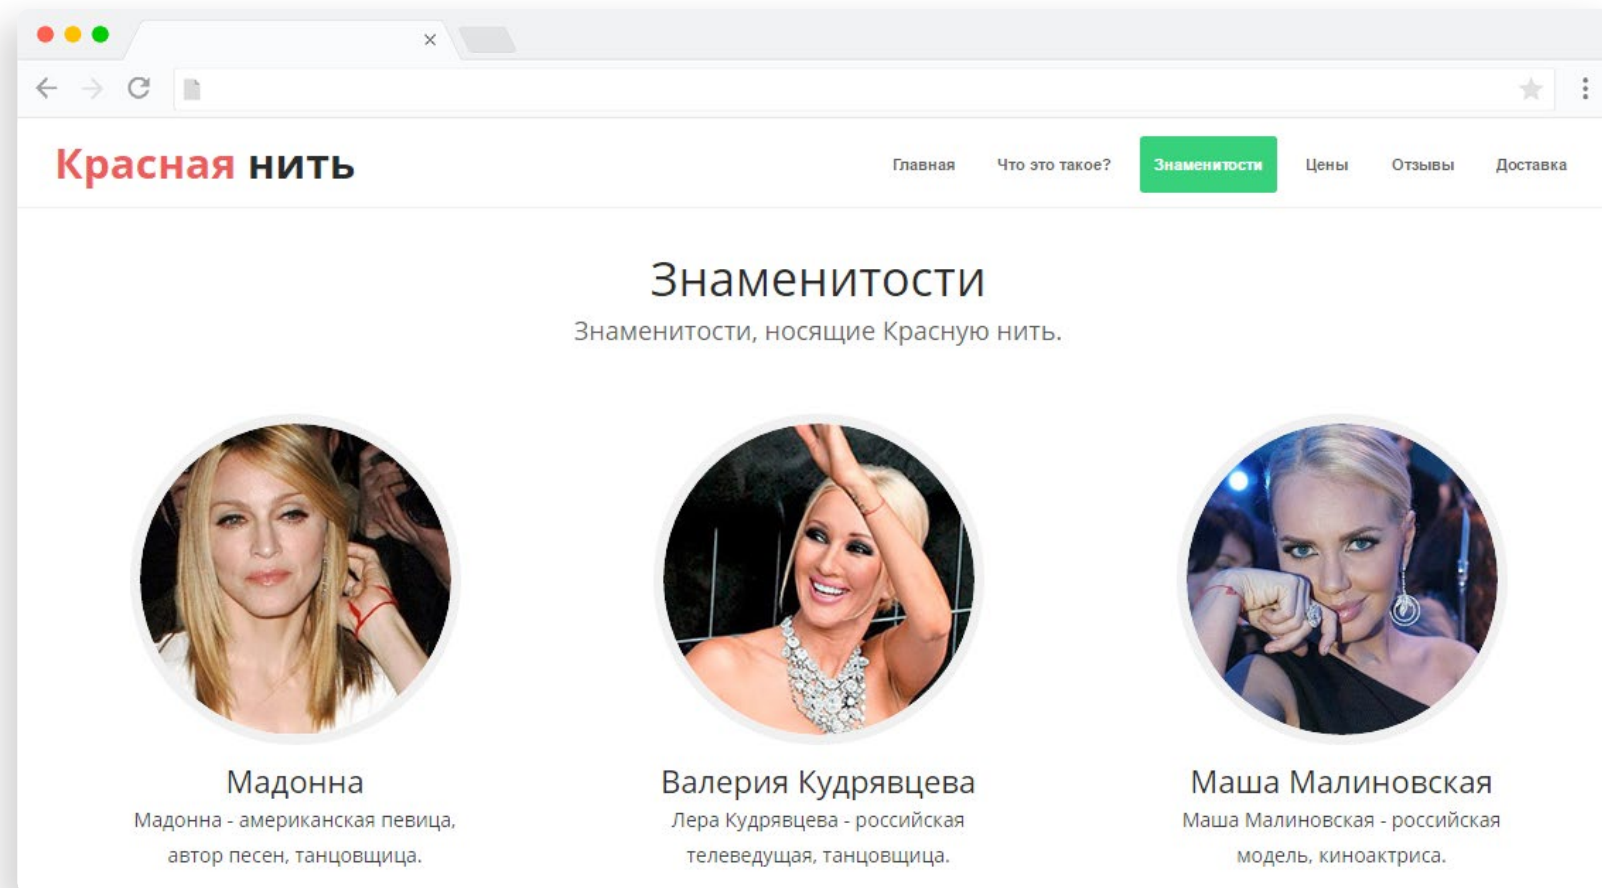 Красная нить
Главная Что это такое? Знаменитости Цены Отзывы Доставка
Знаменитости
Знаменитости, носящие Красную нить.
Мадонна
Мадонна - американская певица,
автор песен, танцовщица.
Валерия Кудрявцева
Лера Кудрявцева - российская
телеведущая, танцовщица.
Маша Малиновская
Маша Малиновская - российская
модель, киноактриса.